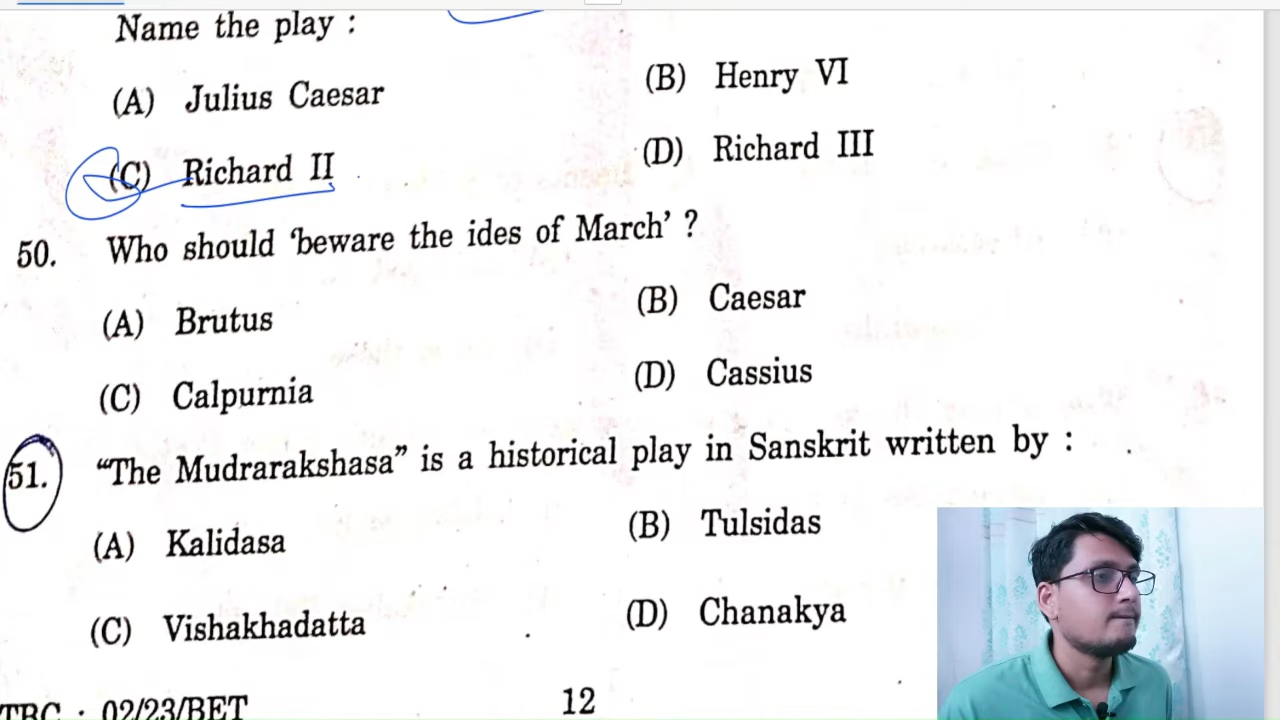 Name the play :
(A) Julius Caesar (B) Henry VI
(C) Richard II (D) Richard III
50. Who should 'beware the ides of March' ?
(A) Brutus (B) Caesar
(C) Calpurnia (D) Cassius
51. "The Mudrarakshasa" is a historical play in Sanskrit written by :
(A) Kalidasa (B) Tulsidas
(C) Vishakhadatta (D) Chanakya
TRC : 02/23/BET 12